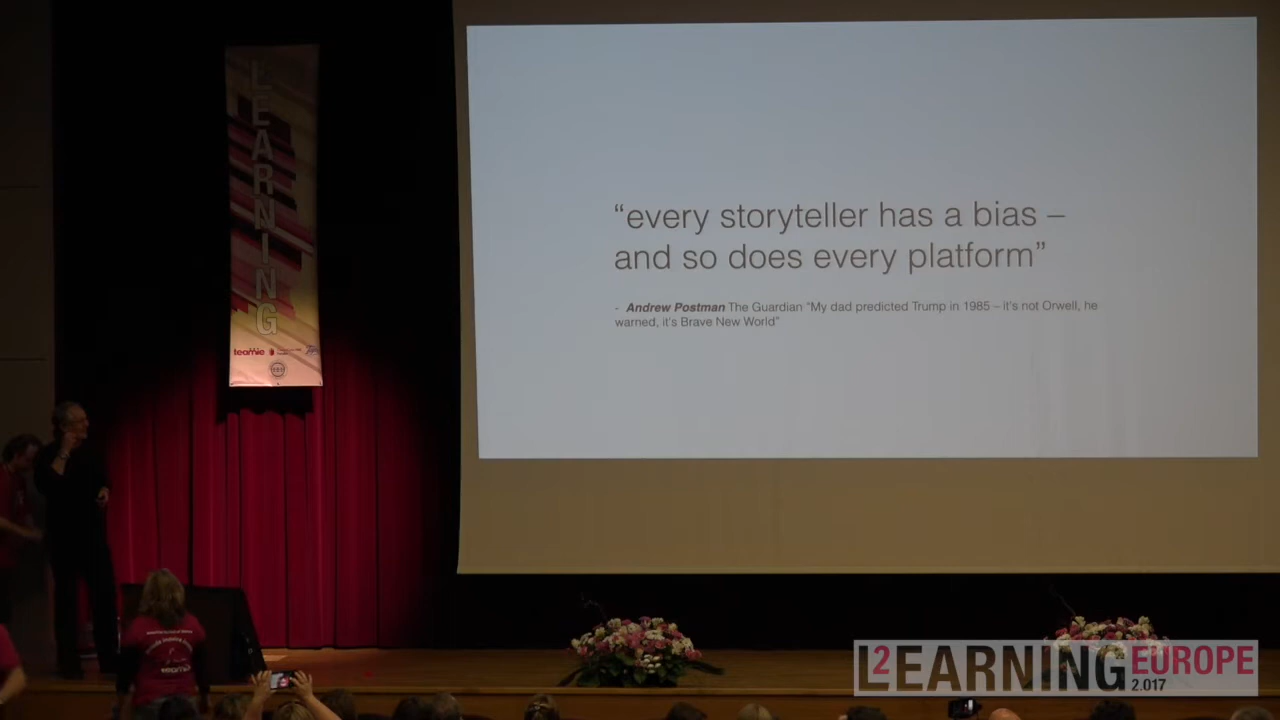 LEARNING
teamie
“every storyteller has a bias –
and so does every platform”
- Andrew Postman The Guardian “My dad predicted Trump in 1985 – it's not Orwell, he
warned, it's Brave New World”
teamie
L2EARNING EUROPE
2.017